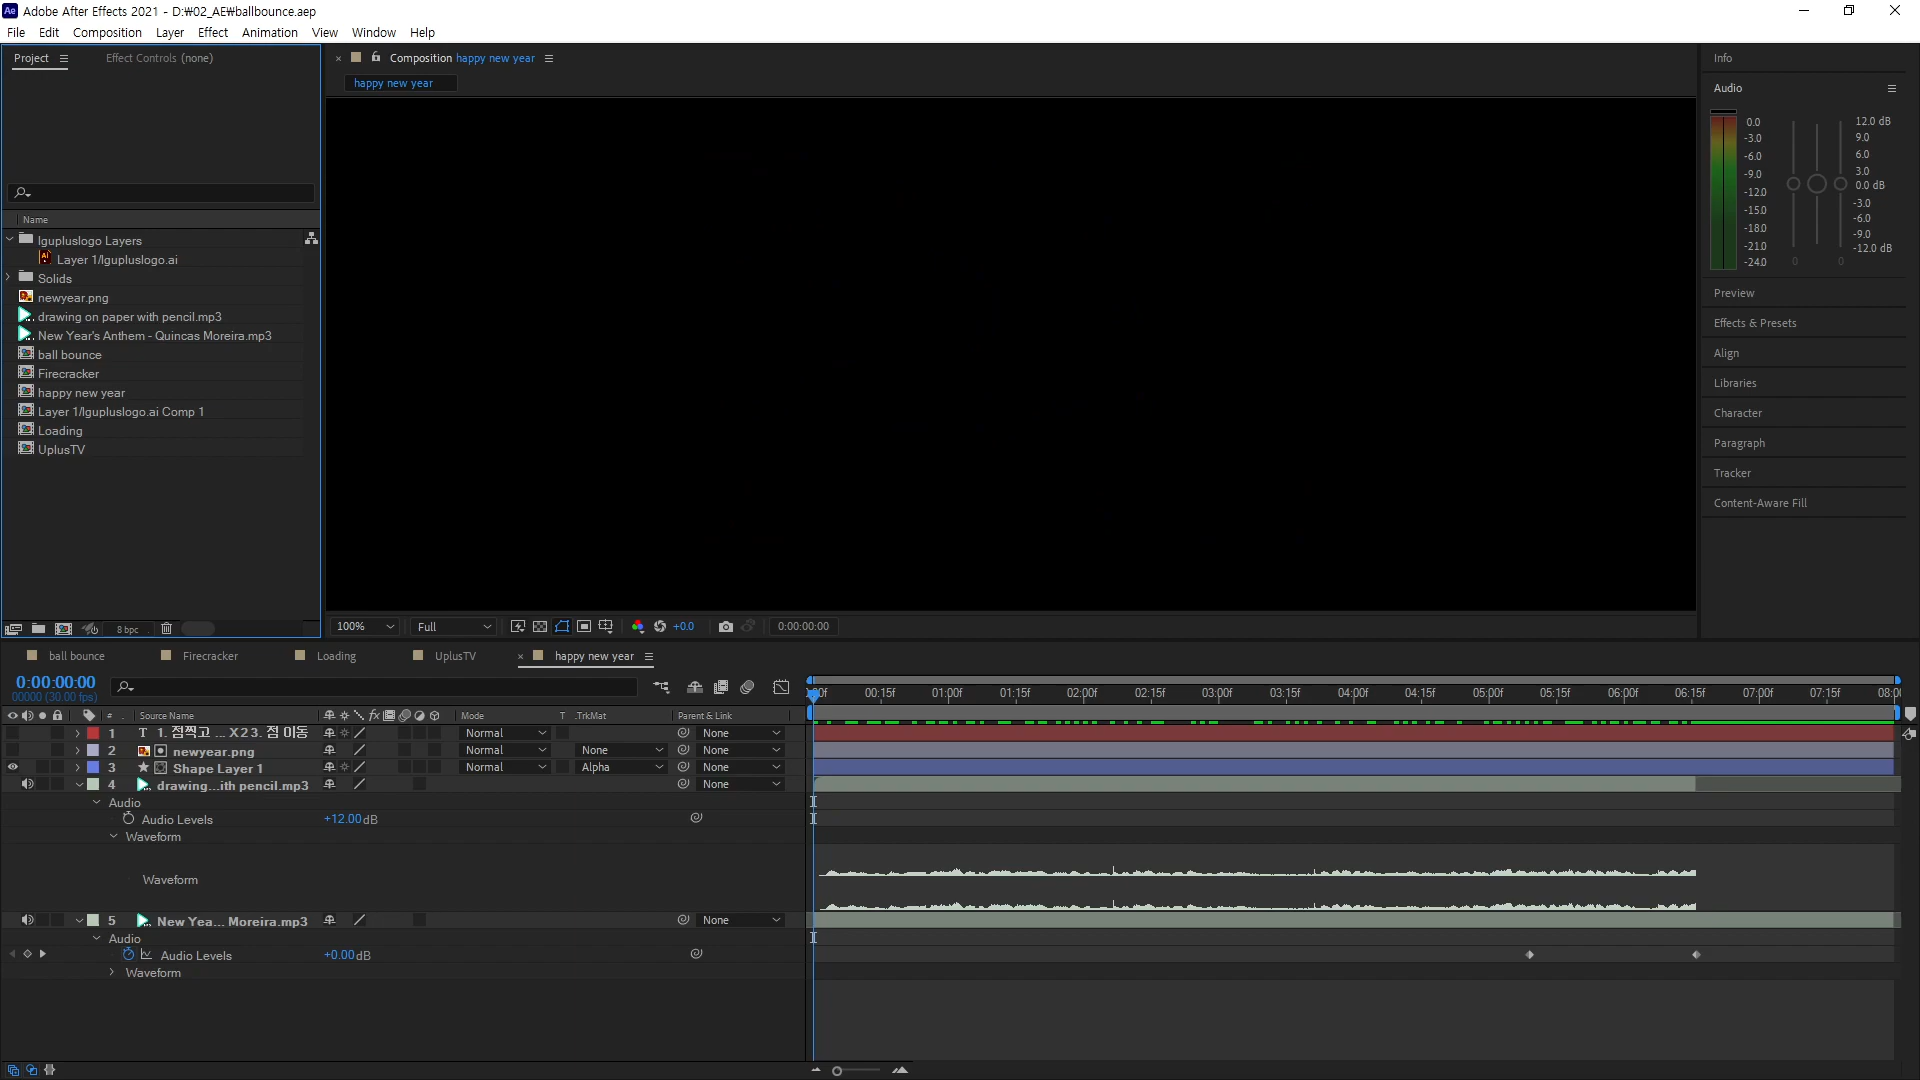 Adobe After Effects 2021 - D:₩02_AE₩ballbounce.aep
File Edit Composition Layer Effect Animation View Window Help
Project
Effect Controls (none)
Composition happy new year
happy new year
Name
lgupluslogo Layers
Layer 1/lgupluslogo.ai
Solids
newyear.png
drawing on paper with pencil.mp3
New Year's Anthem - Quincas Moreira.mp3
ball bounce
Firecracker
happy new year
Layer 1/lgupluslogo.ai Comp 1
Loading
UplusTV
8 bpc
100%
Full
+0.0
0:00:00:00
Info
Audio
0.0
-3.0
-6.0
-9.0
-12.0
-15.0
-18.0
-21.0
-24.0
0
0
12.0 dB
9.0
6.0
3.0
0.0 dB
-3.0
-6.0
-9.0
-12.0 dB
Preview
Effects & Presets
Align
Libraries
Character
Paragraph
Tracker
Content-Aware Fill
ball bounce
Firecracker
Loading
UplusTV
happy new year
0:00:00:00
00000 (30.00 fps)
00:15f 01:00f 01:15f 02:00f 02:15f 03:00f 03:15f 04:00f 04:15f 05:00f 05:15f 06:00f 06:15f 07:00f 07:15f 08:0
# Source Name Mode T .TrkMat Parent & Link
1 T 1. 점찍고 ... X 2 3. 점 이동 Normal None
2 newyear.png Normal None None
3 Shape Layer 1 Normal Alpha None
4 drawing...ith pencil.mp3 None
Audio
Audio Levels +12.00 dB
Waveform
Waveform
5 New Yea... Moreira.mp3 None
Audio
Audio Levels +0.00 dB
Waveform